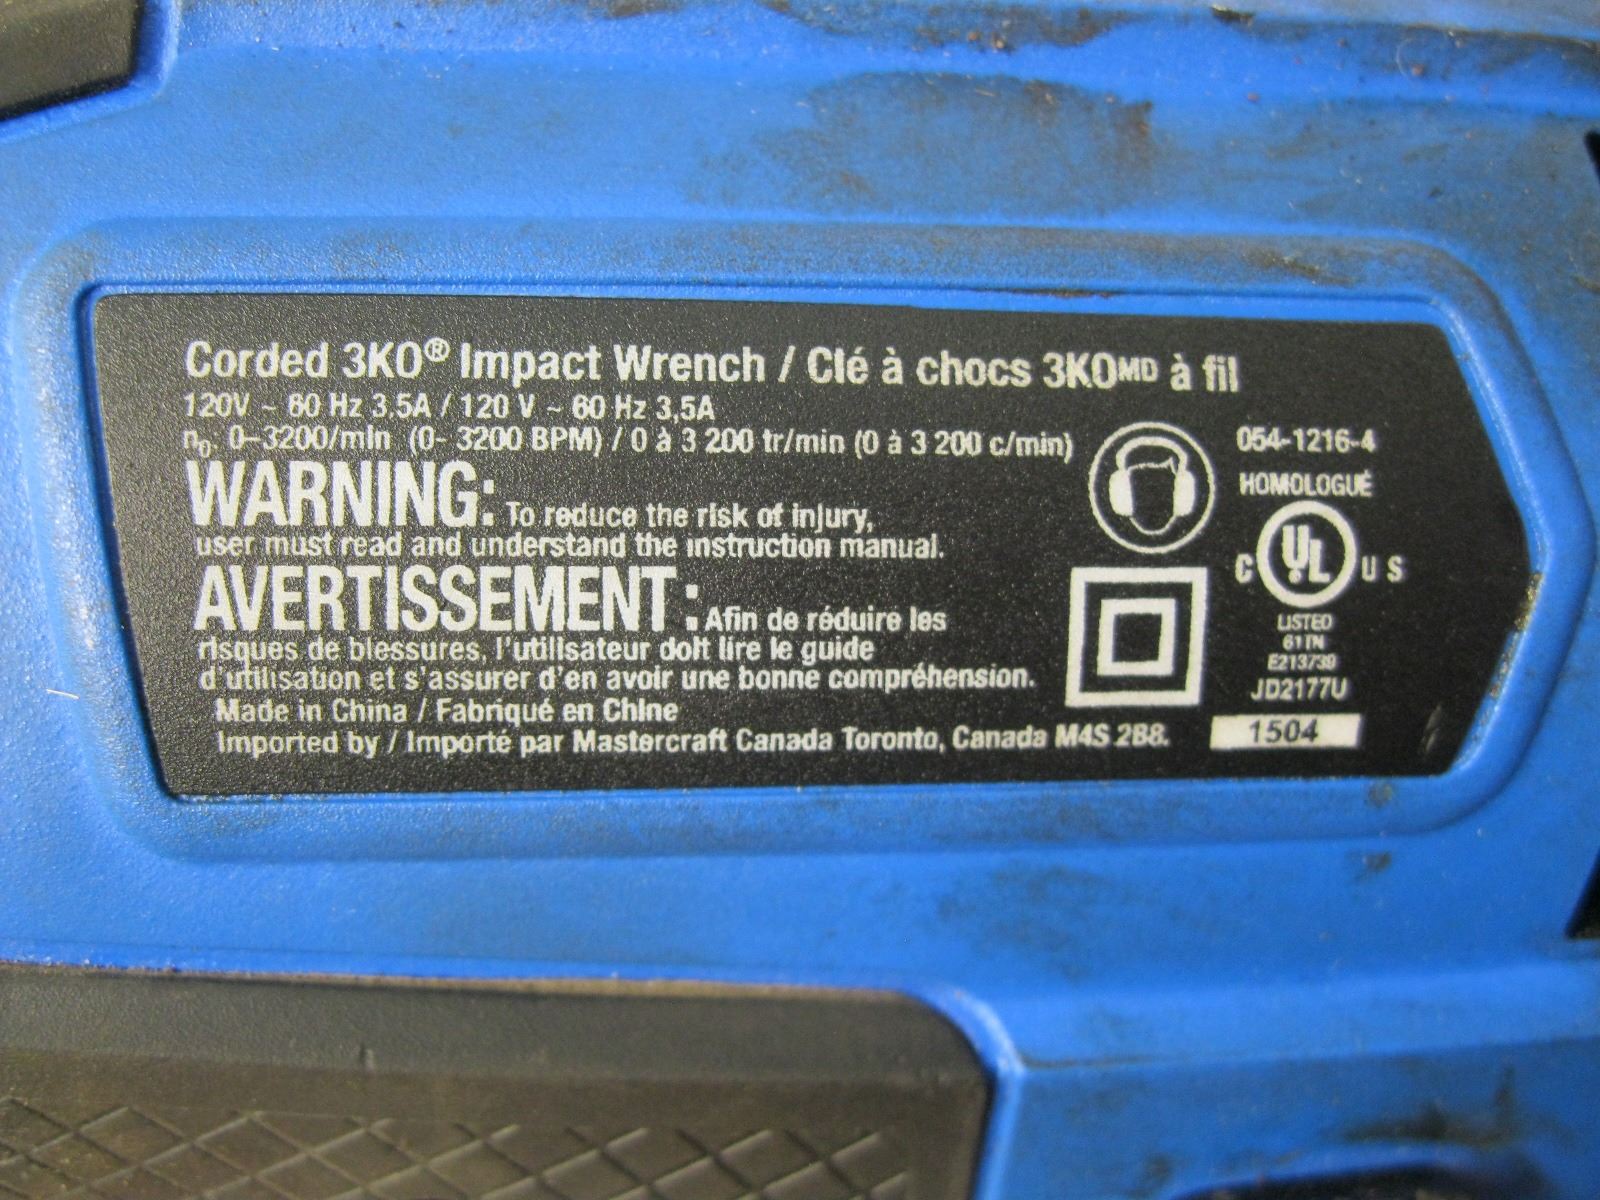 Corded 3KO® Impact Wrench / Clé à chocs 3KOMD à fil
120V ~ 60 Hz 3.5A / 120 V ~ 60 Hz 3,5A
n0: 0-3200/min (0- 3200 BPM) / 0 à 3 200 tr/min (0 à 3 200 c/min)
WARNING: To reduce the risk of injury,
user must read and understand the instruction manual.
AVERTISSEMENT : Afin de réduire les
risques de blessures, l'utilisateur doit lire le guide
d'utilisation et s'assurer d'en avoir une bonne compréhension.
Made in China / Fabriqué en Chine
Imported by / Importé par Mastercraft Canada Toronto, Canada M4S 2B8.
054-1216-4
HOMOLOGUÉ
C UL US
LISTED
61TN
E213730
JD2177U
1504